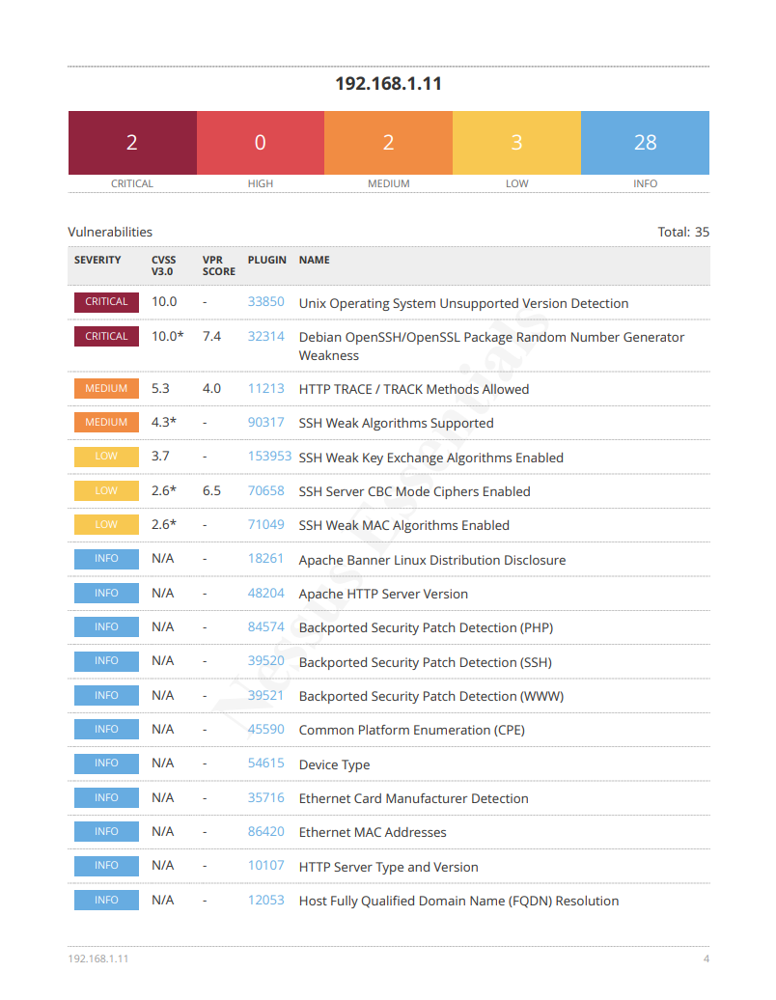 192.168.1.11
2 0 2 3 28
CRITICAL HIGH MEDIUM LOW INFO
Vulnerabilities Total: 35
SEVERITY CVSS VPR PLUGIN NAME
V3.0 SCORE
CRITICAL 10.0 - 33850 Unix Operating System Unsupported Version Detection
CRITICAL 10.0* 7.4 32314 Debian OpenSSH/OpenSSL Package Random Number Generator
Weakness
MEDIUM 5.3 4.0 11213 HTTP TRACE / TRACK Methods Allowed
MEDIUM 4.3* - 90317 SSH Weak Algorithms Supported
LOW 3.7 - 153953 SSH Weak Key Exchange Algorithms Enabled
LOW 2.6* 6.5 70658 SSH Server CBC Mode Ciphers Enabled
LOW 2.6* - 71049 SSH Weak MAC Algorithms Enabled
INFO N/A - 18261 Apache Banner Linux Distribution Disclosure
INFO N/A - 48204 Apache HTTP Server Version
INFO N/A - 84574 Backported Security Patch Detection (PHP)
INFO N/A - 39520 Backported Security Patch Detection (SSH)
INFO N/A - 39521 Backported Security Patch Detection (WWW)
INFO N/A - 45590 Common Platform Enumeration (CPE)
INFO N/A - 54615 Device Type
INFO N/A - 35716 Ethernet Card Manufacturer Detection
INFO N/A - 86420 Ethernet MAC Addresses
INFO N/A - 10107 HTTP Server Type and Version
INFO N/A - 12053 Host Fully Qualified Domain Name (FQDN) Resolution
Nessus Essentials
192.168.1.11 4